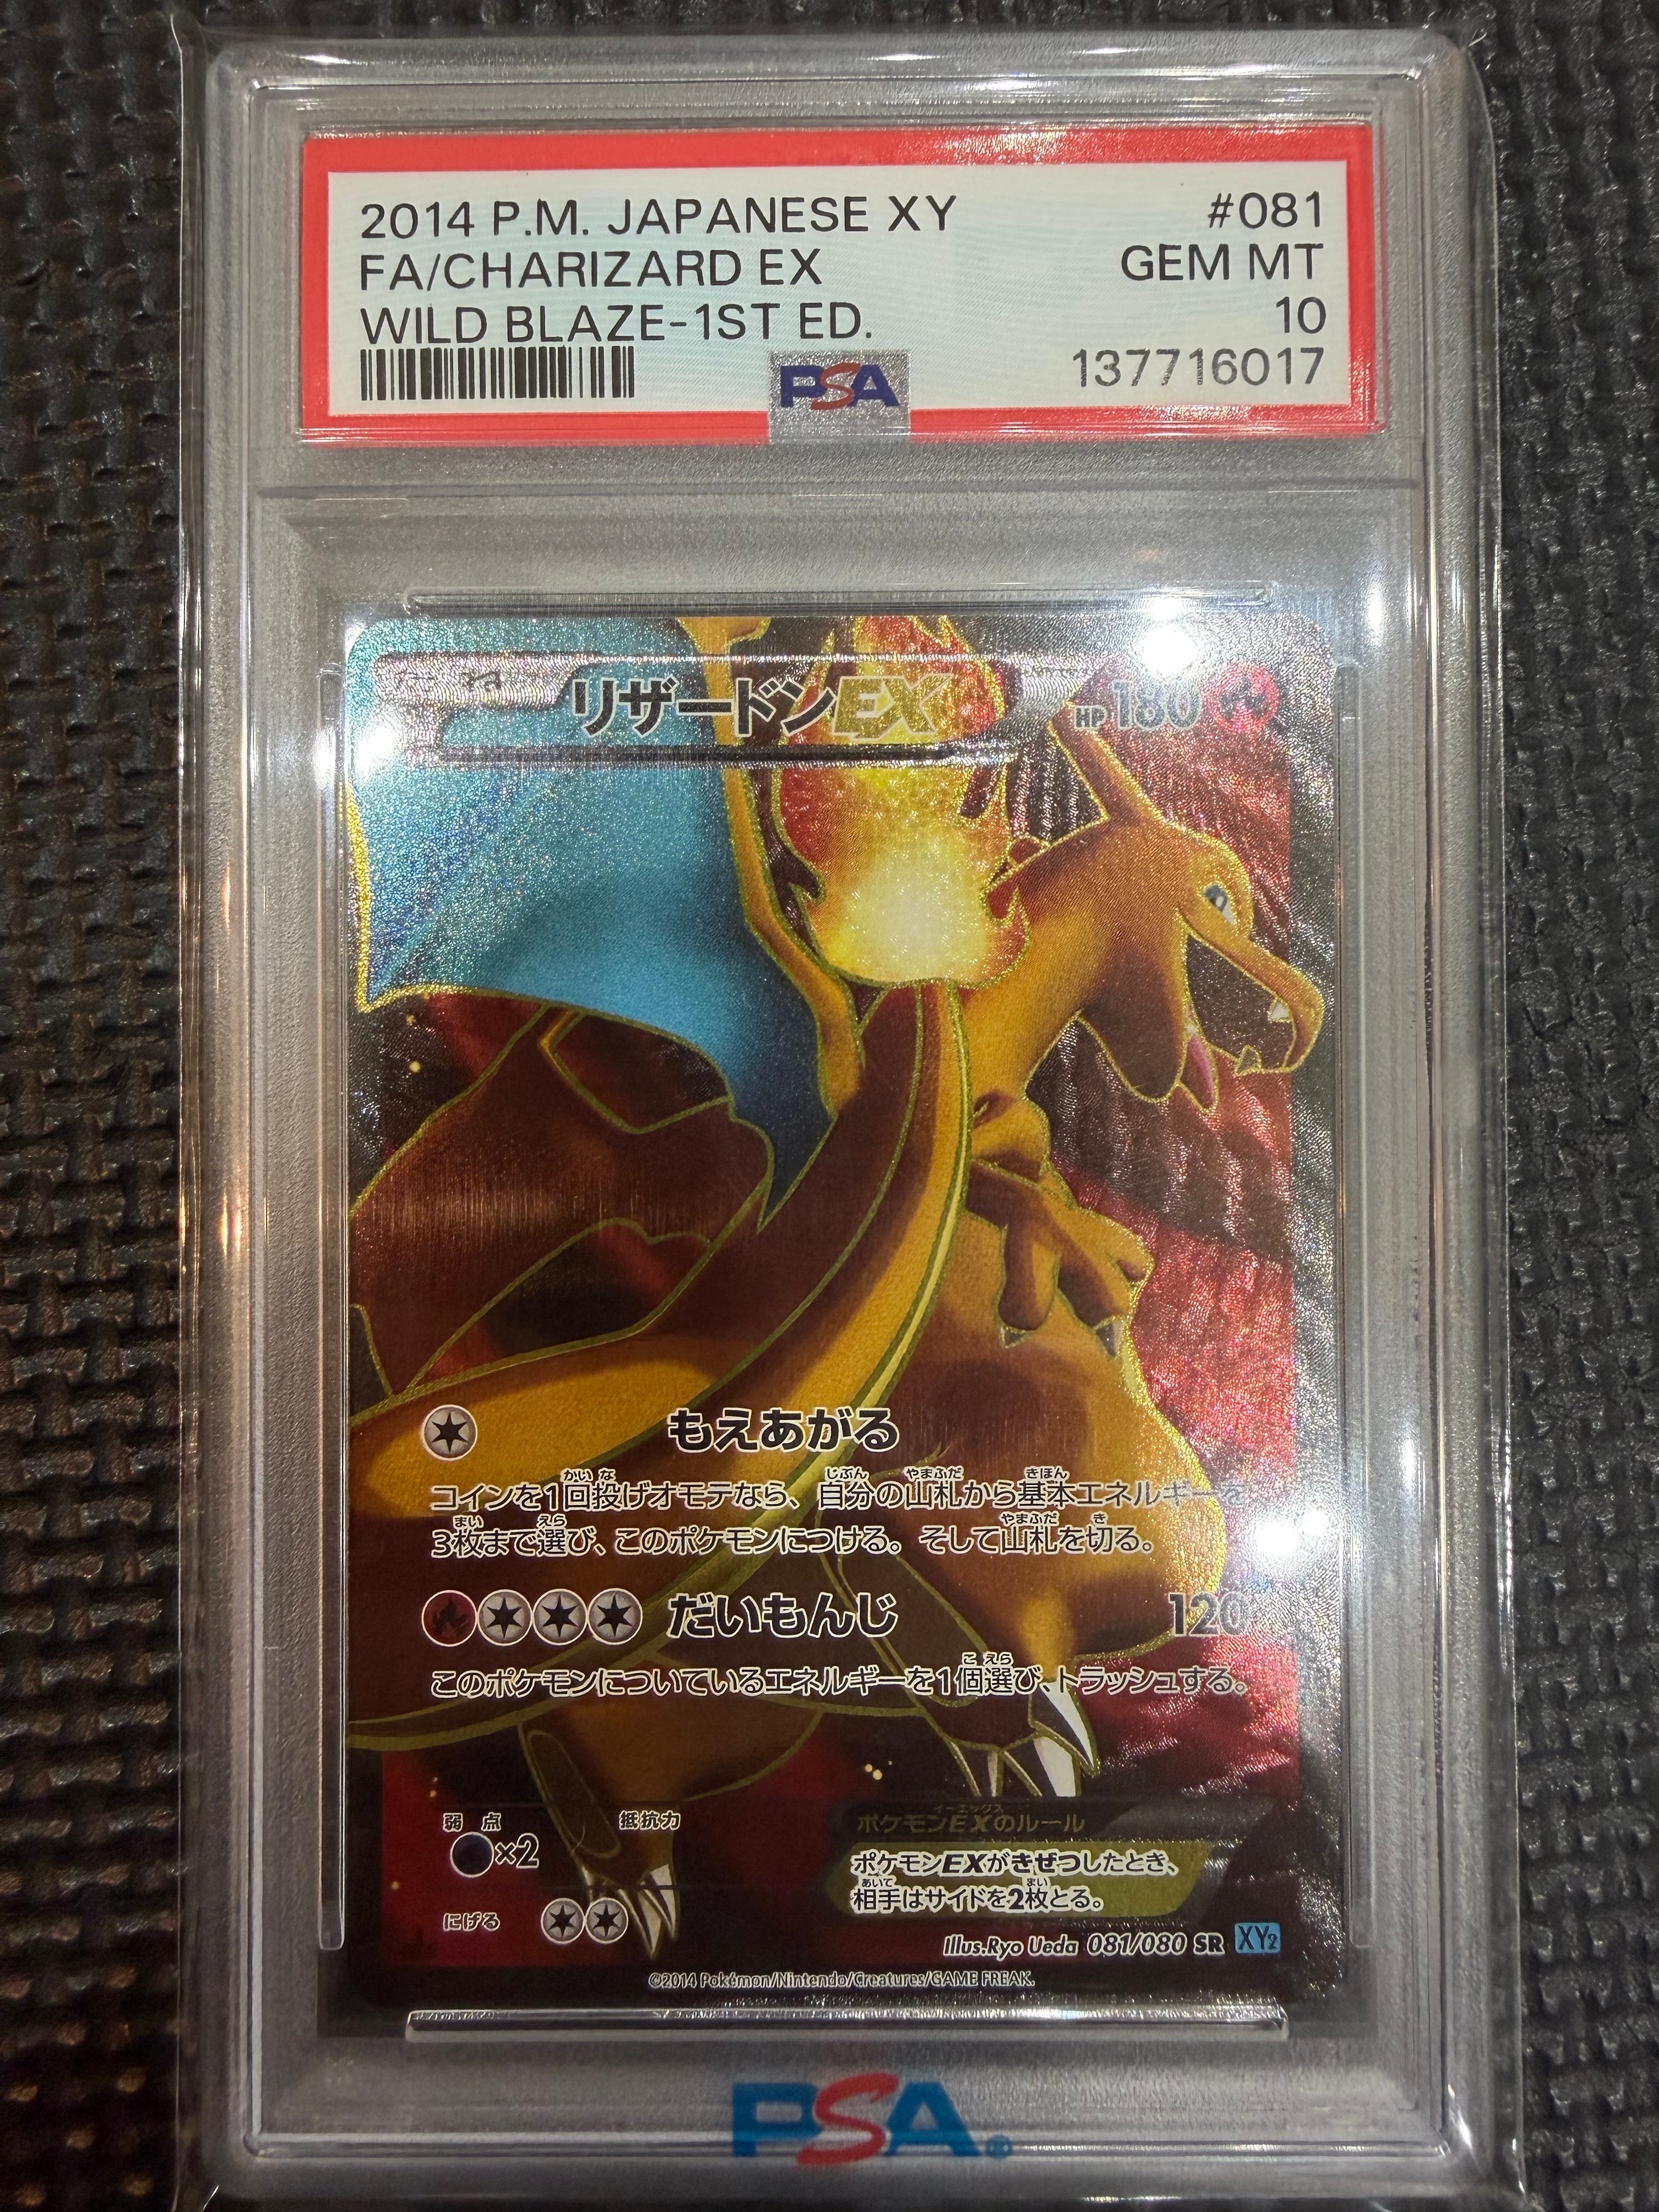 2014 P.M. JAPANESE XY #081
FA/CHARIZARD EX GEM MT
WILD BLAZE-1ST ED. 10
PSA 137716017
リザードンEX HP180
もえあがる
コインを1回投げオモテなら、自分の山札から基本エネルギーを
3枚まで選び、このポケモンにつける。そして山札を切る。
だいもんじ 120
このポケモンについているエネルギーを1個選び、トラッシュする。
弱点 抵抗力
×2
にげる
ポケモンEXのルール
ポケモンEXがきぜつしたとき、
相手はサイドを2枚とる。
Illus.Ryo Ueda 081/080 SR XY2
©2014 Pokémon/Nintendo/Creatures/GAME FREAK.
PSA